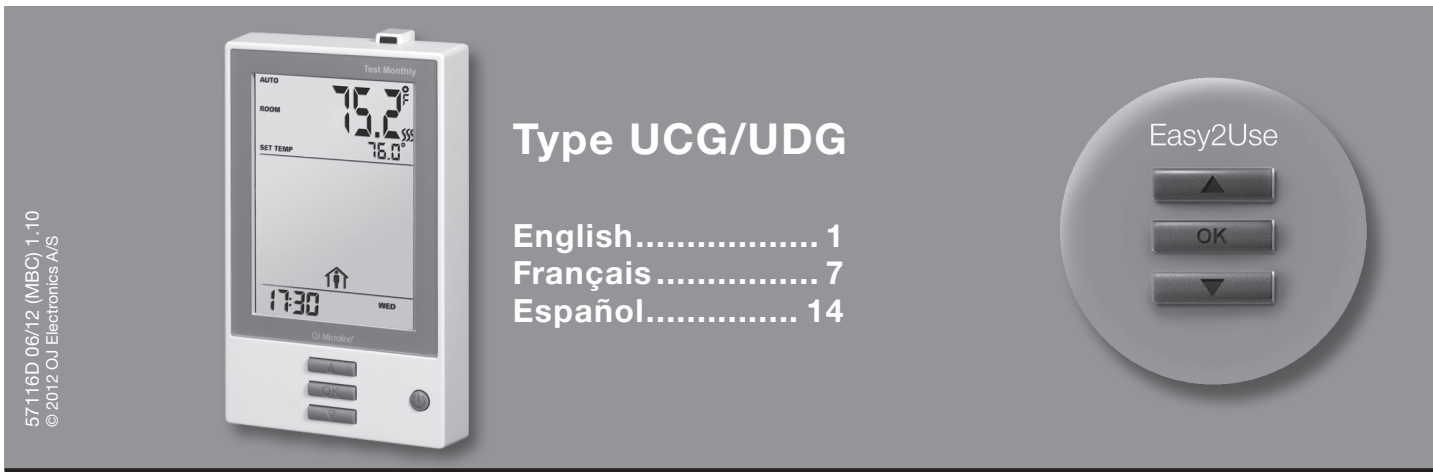 57116D 06/12 (MBC) 1.10
© 2012 OJ Electronics A/S
Test Monthly
AUTO
75.2°F
ROOM
SET TEMP 76.0°
17:30 WED
OJ Microline®
OK
Type UCG/UDG
English.................. 1
Français................ 7
Español............... 14
Easy2Use
OK